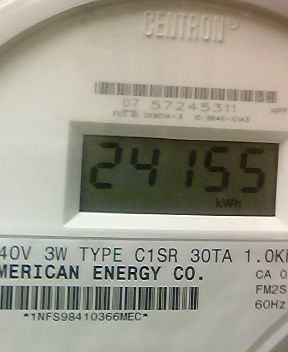 CENTRON®
07 57245311
24155
kWh
40V 3W TYPE C1SR 30TA 1.0K
MERICAN ENERGY CO.
CA 0
FM2S
60Hz
*1NFS98410366MEC*